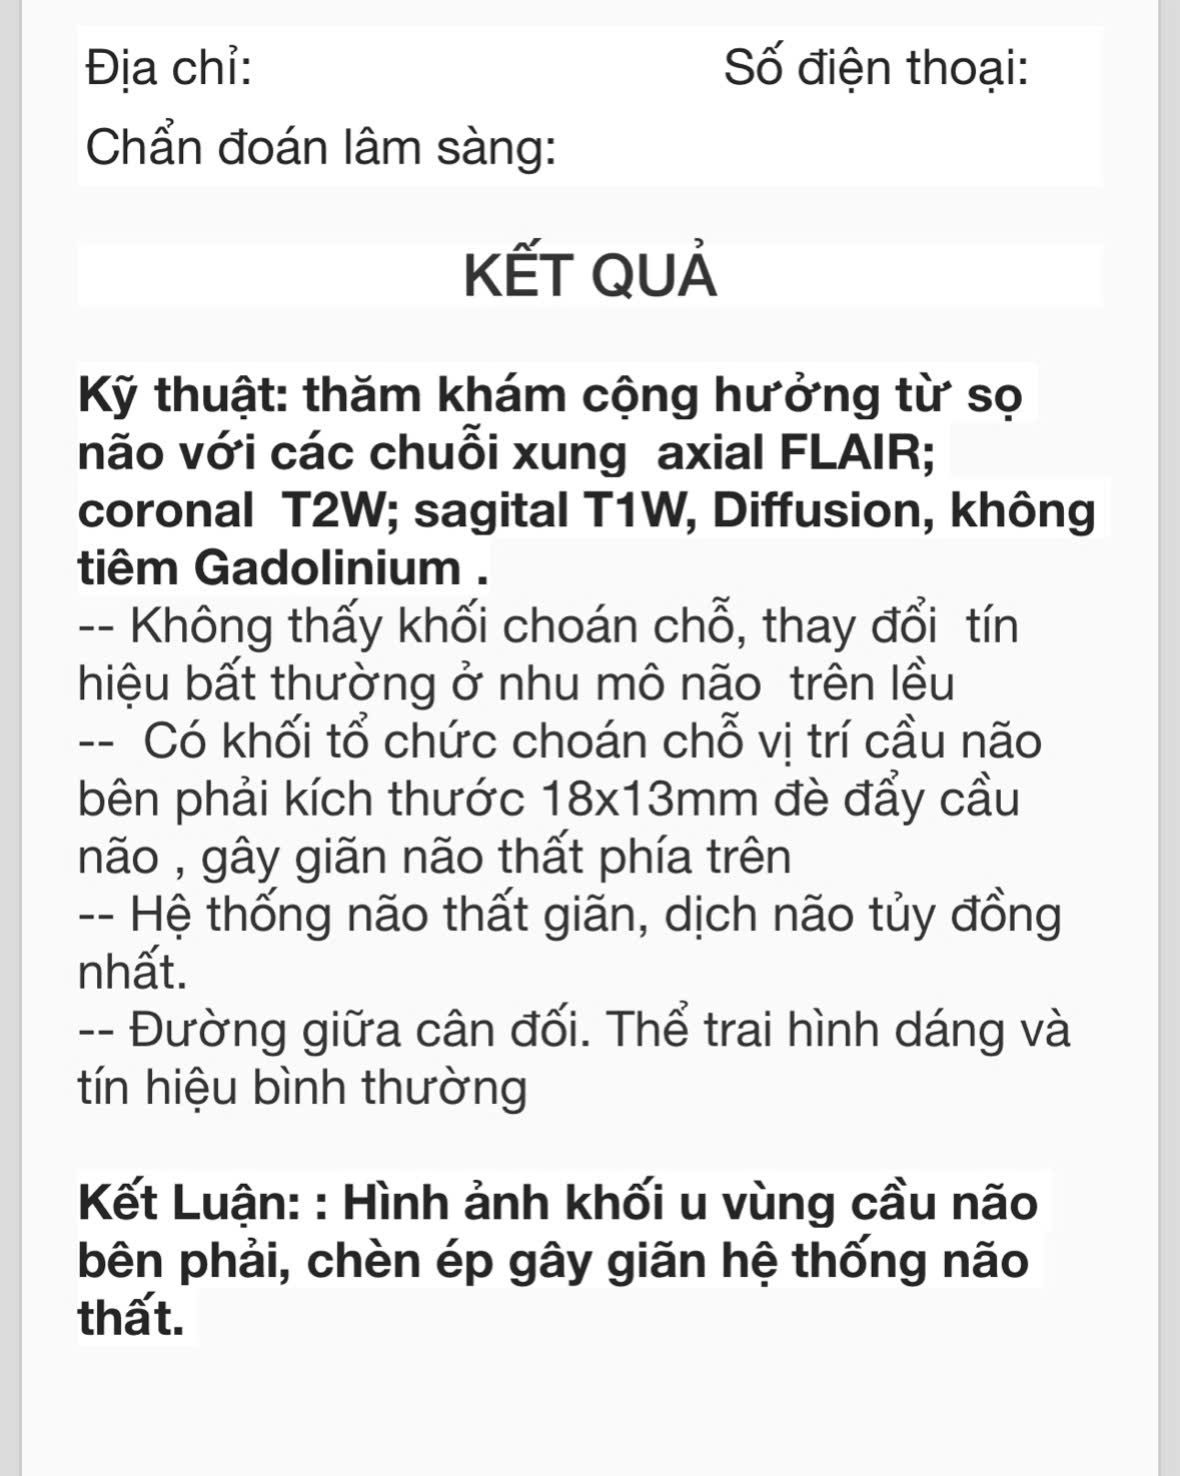 Địa chỉ: Số điện thoại:
Chẩn đoán lâm sàng:
KẾT QUẢ
Kỹ thuật: thăm khám cộng hưởng từ sọ
não với các chuỗi xung axial FLAIR;
coronal T2W; sagital T1W, Diffusion, không
tiêm Gadolinium .
-- Không thấy khối choán chỗ, thay đổi tín
hiệu bất thường ở nhu mô não trên lều
-- Có khối tổ chức choán chỗ vị trí cầu não
bên phải kích thước 18x13mm đè đẩy cầu
não , gây giãn não thất phía trên
-- Hệ thống não thất giãn, dịch não tủy đồng
nhất.
-- Đường giữa cân đối. Thể trai hình dáng và
tín hiệu bình thường
Kết Luận: : Hình ảnh khối u vùng cầu não
bên phải, chèn ép gây giãn hệ thống não
thất.